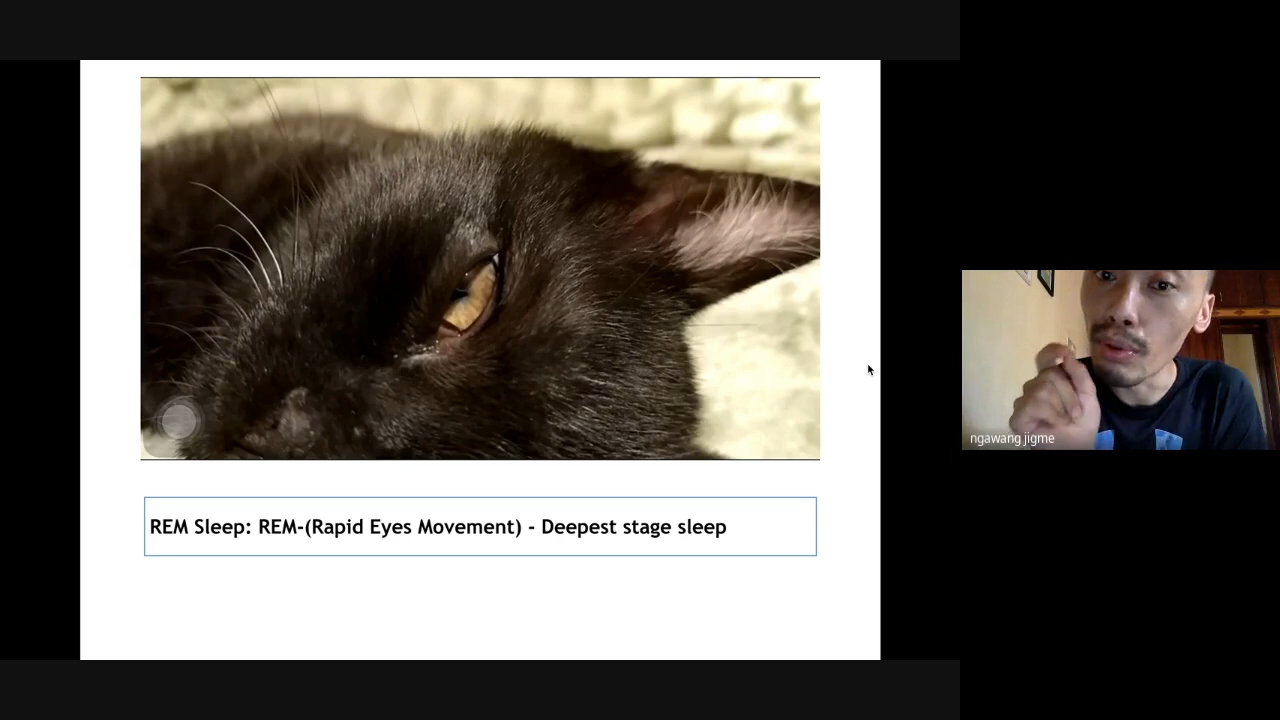 REM Sleep: REM-(Rapid Eyes Movement) - Deepest stage sleep
ngawang jigme